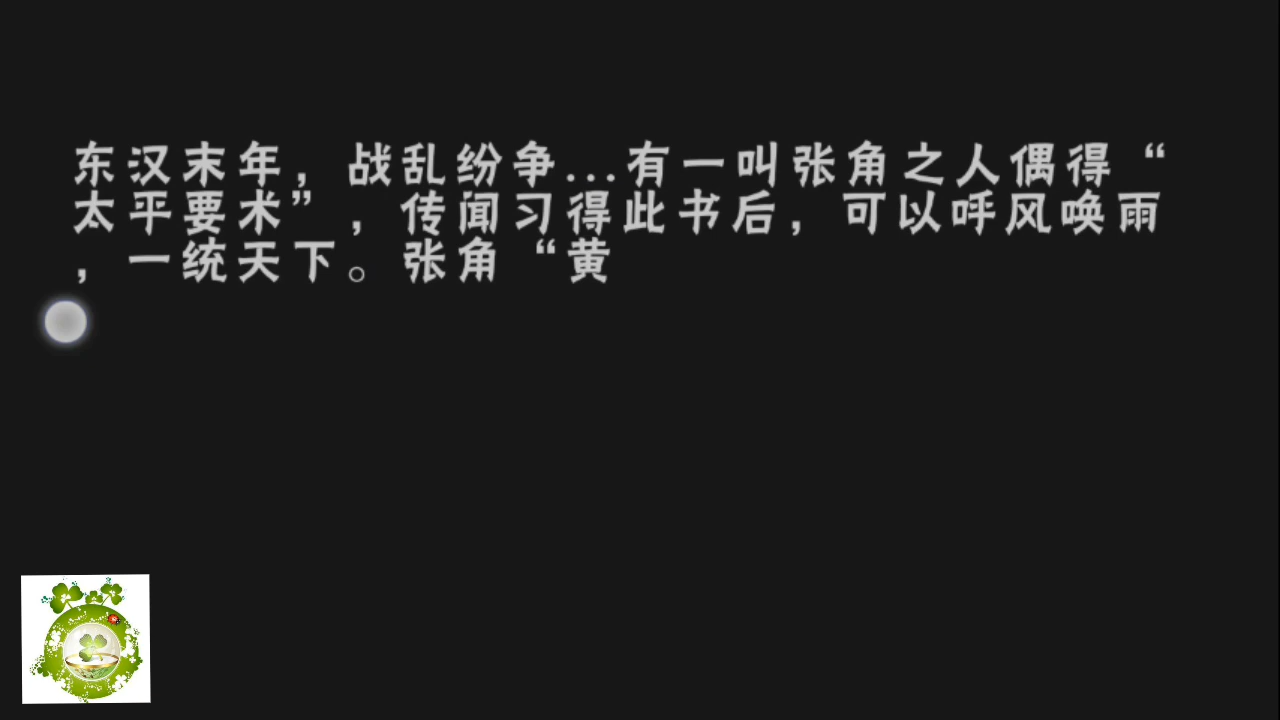 东汉末年，战乱纷争...有一叫张角之人偶得“
太平要术”，传闻习得此书后，可以呼风唤雨
，一统天下。张角“黄